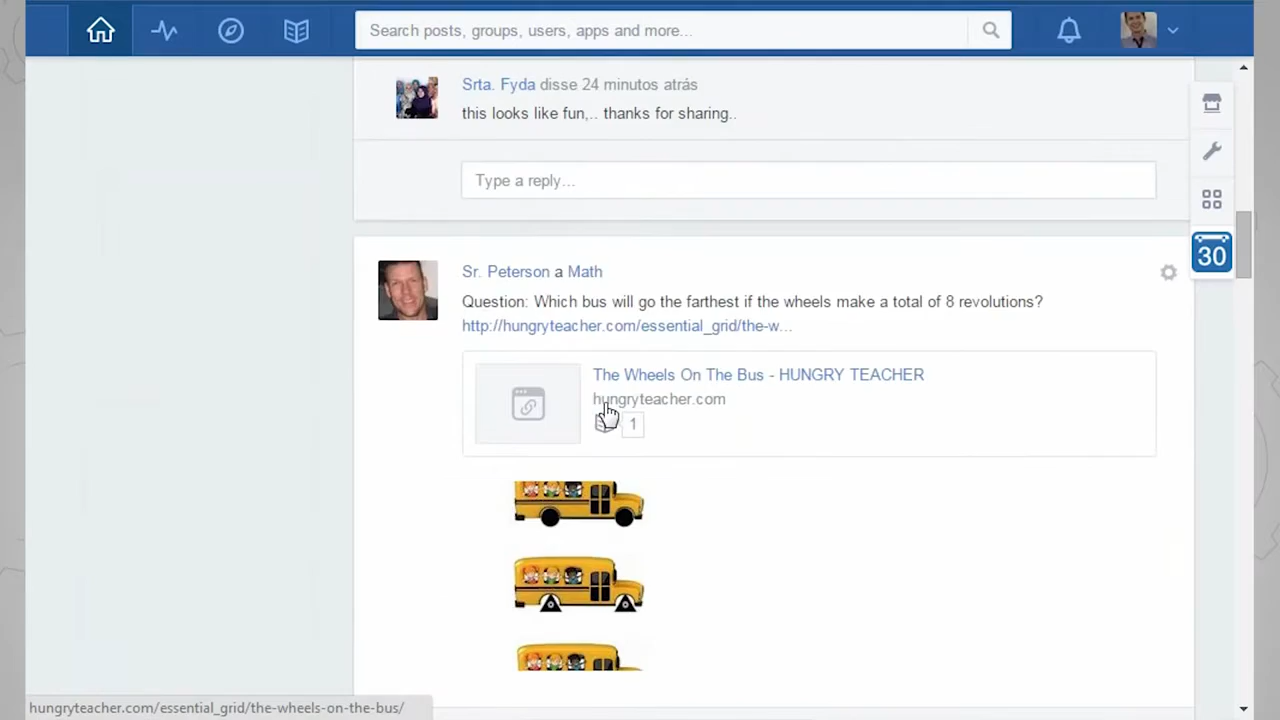 Search posts, groups, users, apps and more...
Srta. Fyda disse 24 minutos atrás
this looks like fun,.. thanks for sharing..
Type a reply...
30
Sr. Peterson a Math
Question: Which bus will go the farthest if the wheels make a total of 8 revolutions?
http://hungryteacher.com/essential_grid/the-w...
The Wheels On The Bus - HUNGRY TEACHER
hungryteacher.com
1
hungryteacher.com/essential_grid/the-wheels-on-the-bus/